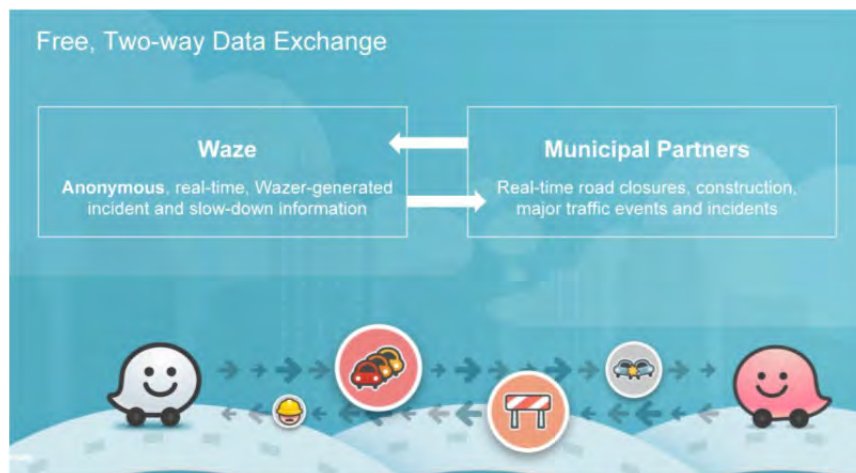 Free, Two-way Data Exchange
Waze
Anonymous, real-time, Wazer-generated
incident and slow-down information
Municipal Partners
Real-time road closures, construction,
major traffic events and incidents